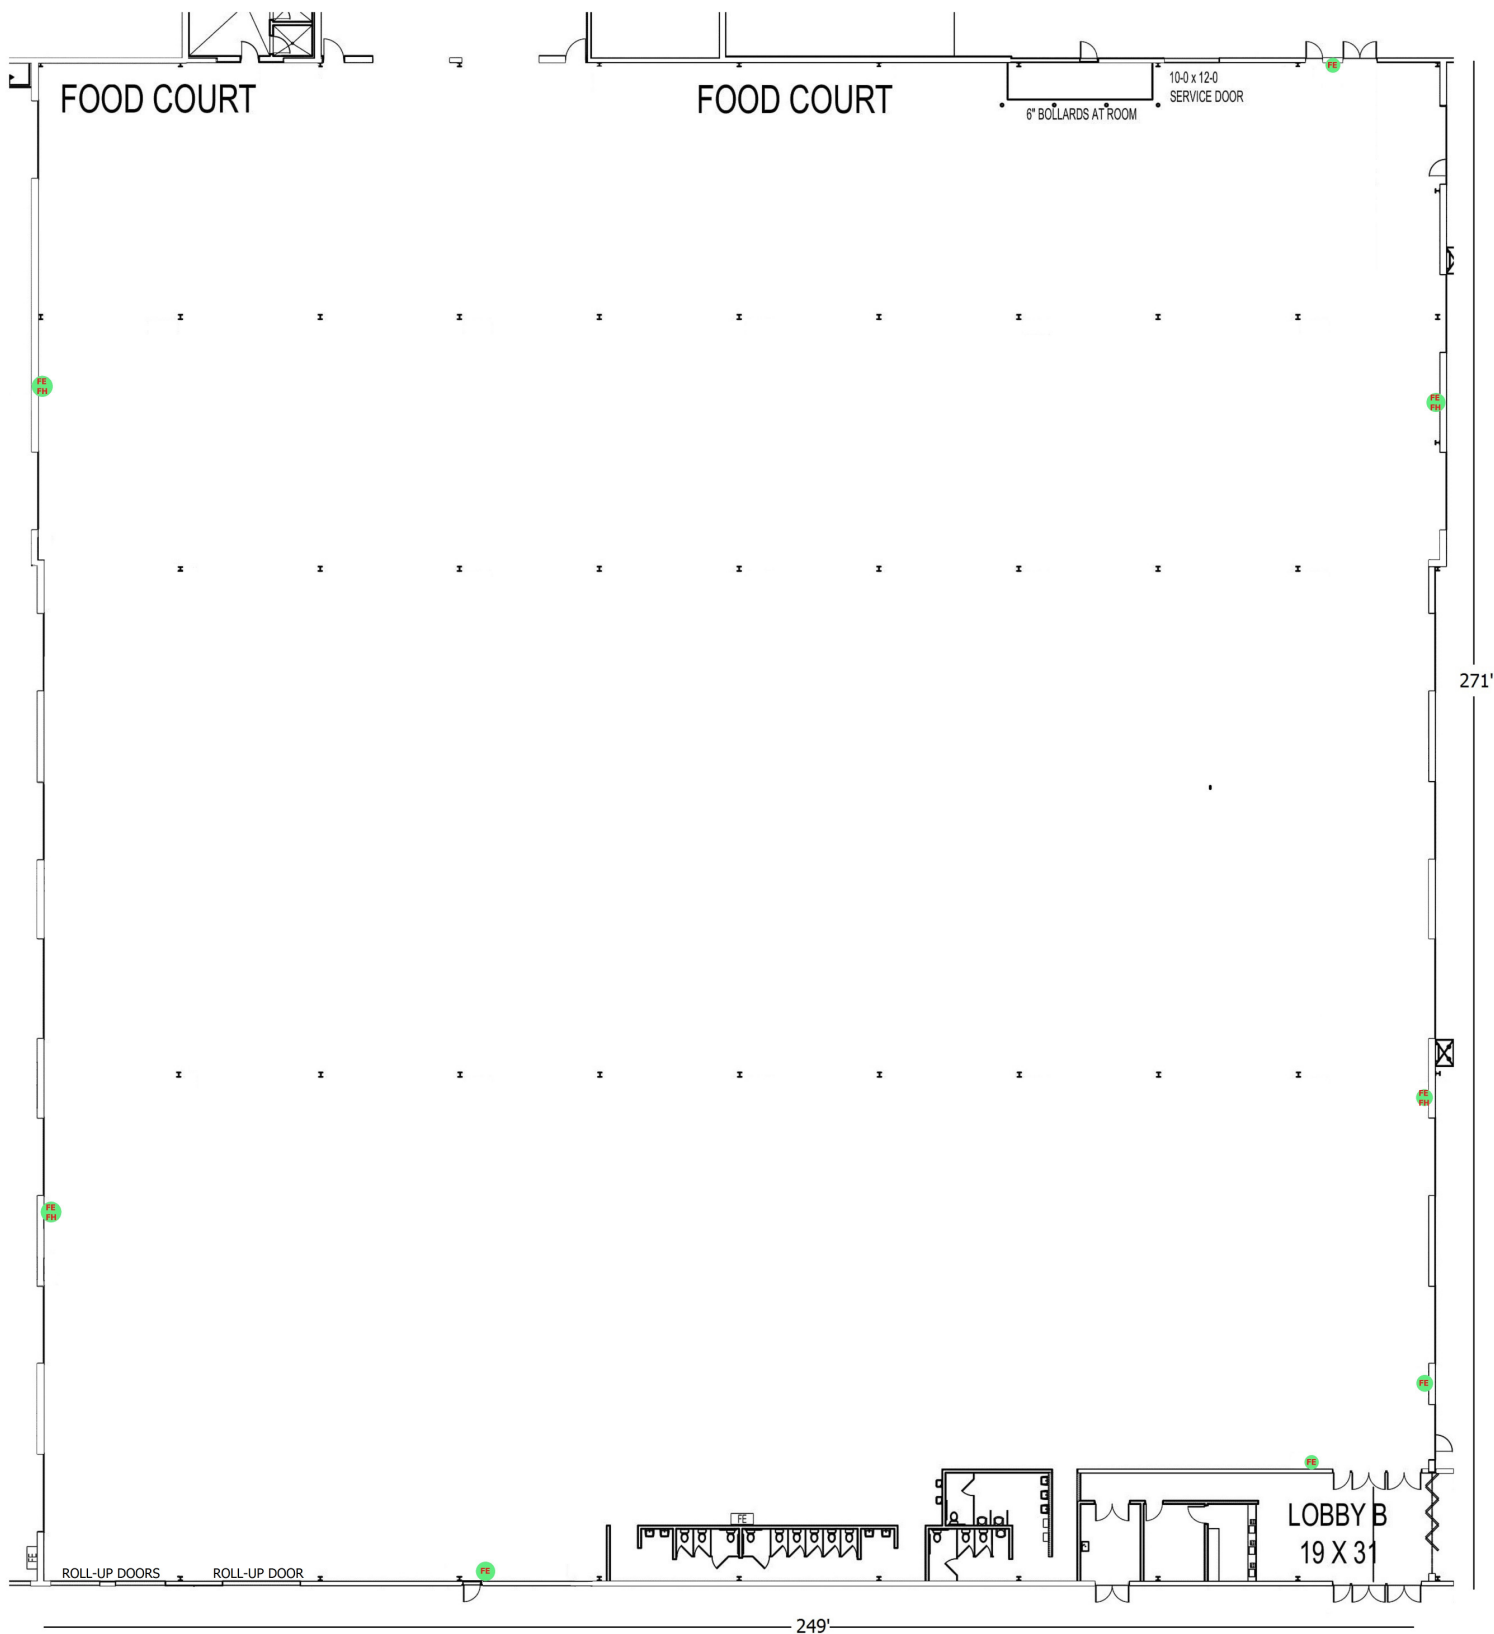 FOOD COURT
FOOD COURT
10-0 x 12-0
SERVICE DOOR
6" BOLLARDS AT ROOM
FE
FE
FH
FE
FH
271'
FE
FH
FE
FH
FE
FE
LOBBY B
19 X 31
FE
FE
FE
ROLL-UP DOORS
ROLL-UP DOOR
249'